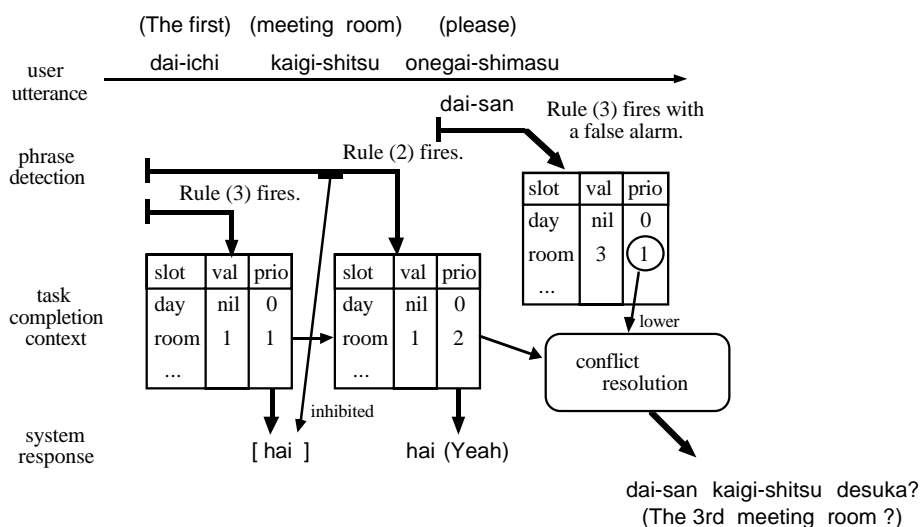 (The first) (meeting room) (please)
dai-ichi kaigi-shitsu onegai-shimasu
user
utterance
dai-san
Rule (3) fires with
a false alarm.
phrase
detection
Rule (2) fires.
Rule (3) fires.
slot val prio
day nil 0
room 3 1
...
lower
task
completion
context
slot val prio
day nil 0
room 1 1
...
slot val prio
day nil 0
room 1 2
...
conflict
resolution
inhibited
system
response
[ hai ]
hai (Yeah)
dai-san kaigi-shitsu desuka?
(The 3rd meeting room ?)